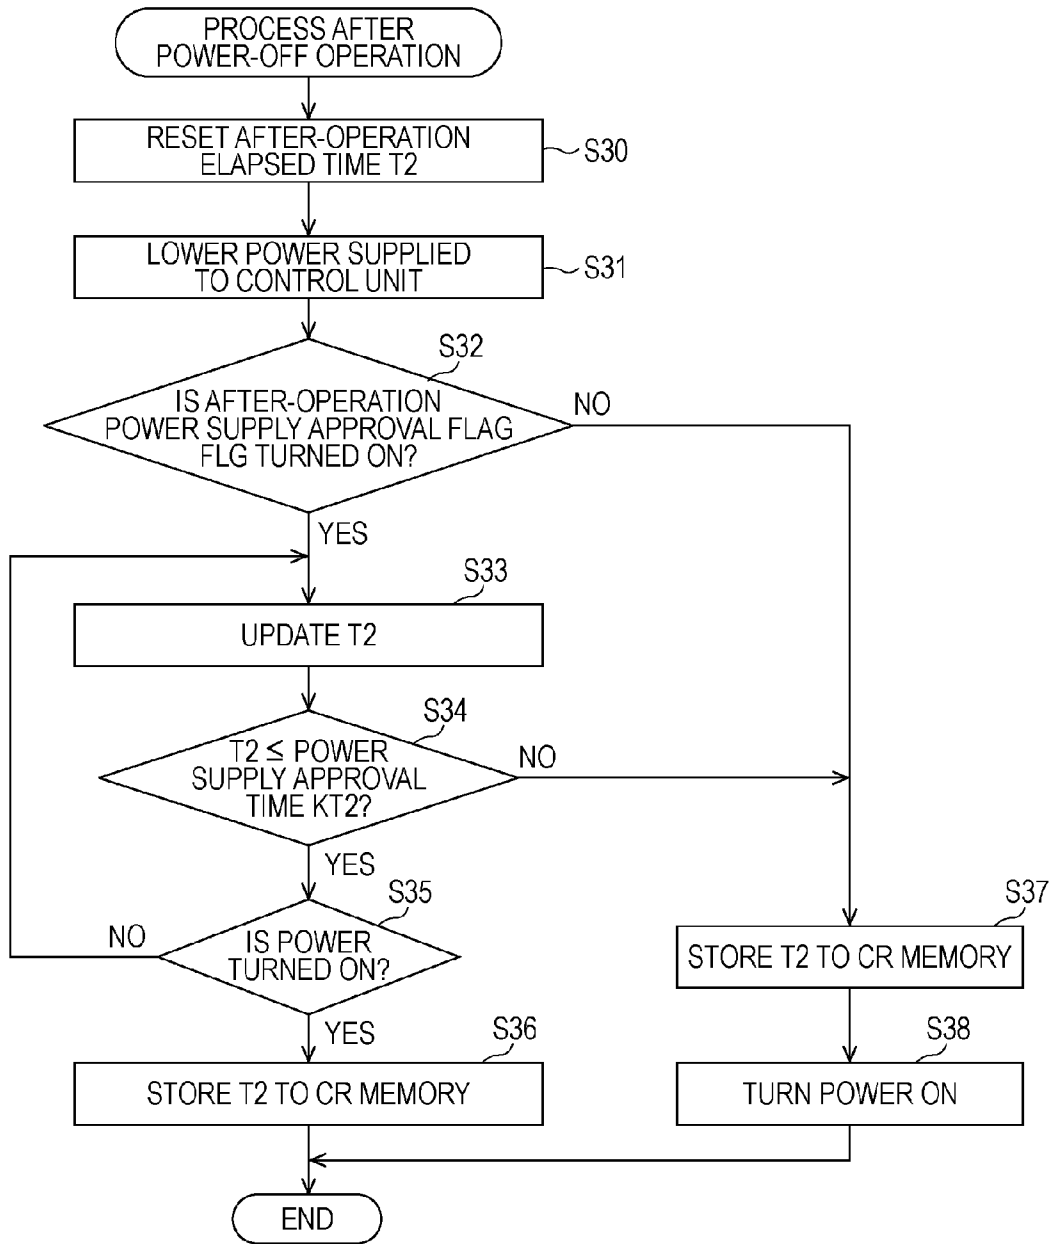 PROCESS AFTER
POWER-OFF OPERATION
RESET AFTER-OPERATION
ELAPSED TIME T2
S30
LOWER POWER SUPPLIED
TO CONTROL UNIT
S31
S32
IS AFTER-OPERATION
POWER SUPPLY APPROVAL FLAG
FLG TURNED ON?
NO
YES
S33
UPDATE T2
S34
T2 ≤ POWER
SUPPLY APPROVAL
TIME KT2?
NO
YES
S35
IS POWER
TURNED ON?
NO
YES
S36
STORE T2 TO CR MEMORY
S37
STORE T2 TO CR MEMORY
S38
TURN POWER ON
END